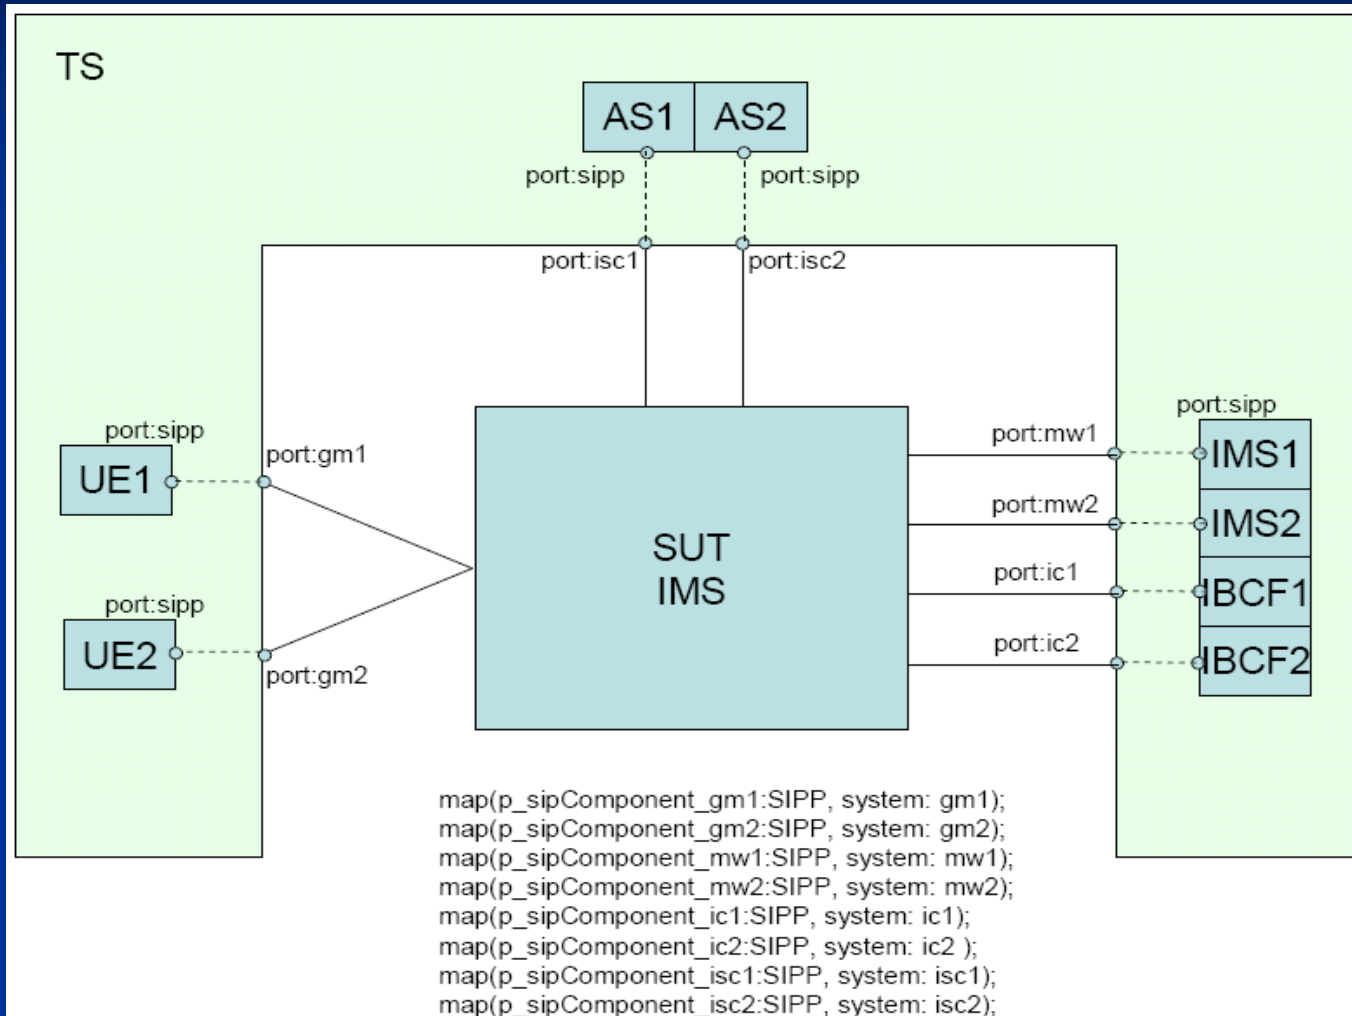 TS
AS1 AS2
port:sipp port:sipp
port:isc1 port:isc2
port:sipp
UE1
port:gm1
port:sipp
UE2
port:gm2
SUT
IMS
port:sipp
port:mw1
IMS1
port:mw2
IMS2
port:ic1
IBCF1
port:ic2
IBCF2
map(p_sipComponent_gm1:SIPP, system: gm1);
map(p_sipComponent_gm2:SIPP, system: gm2);
map(p_sipComponent_mw1:SIPP, system: mw1);
map(p_sipComponent_mw2:SIPP, system: mw2);
map(p_sipComponent_ic1:SIPP, system: ic1);
map(p_sipComponent_ic2:SIPP, system: ic2 );
map(p_sipComponent_isc1:SIPP, system: isc1);
map(p_sipComponent_isc2:SIPP, system: isc2);